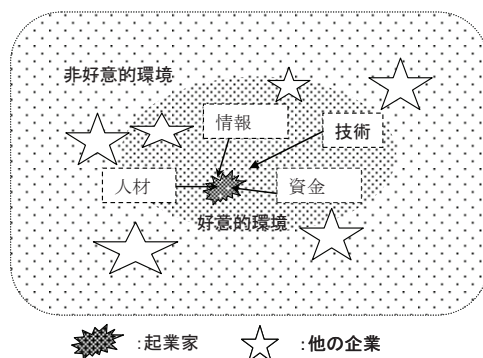 非好意的環境
情報
技術
人材
資金
好意的環境
:起業家
:他の企業